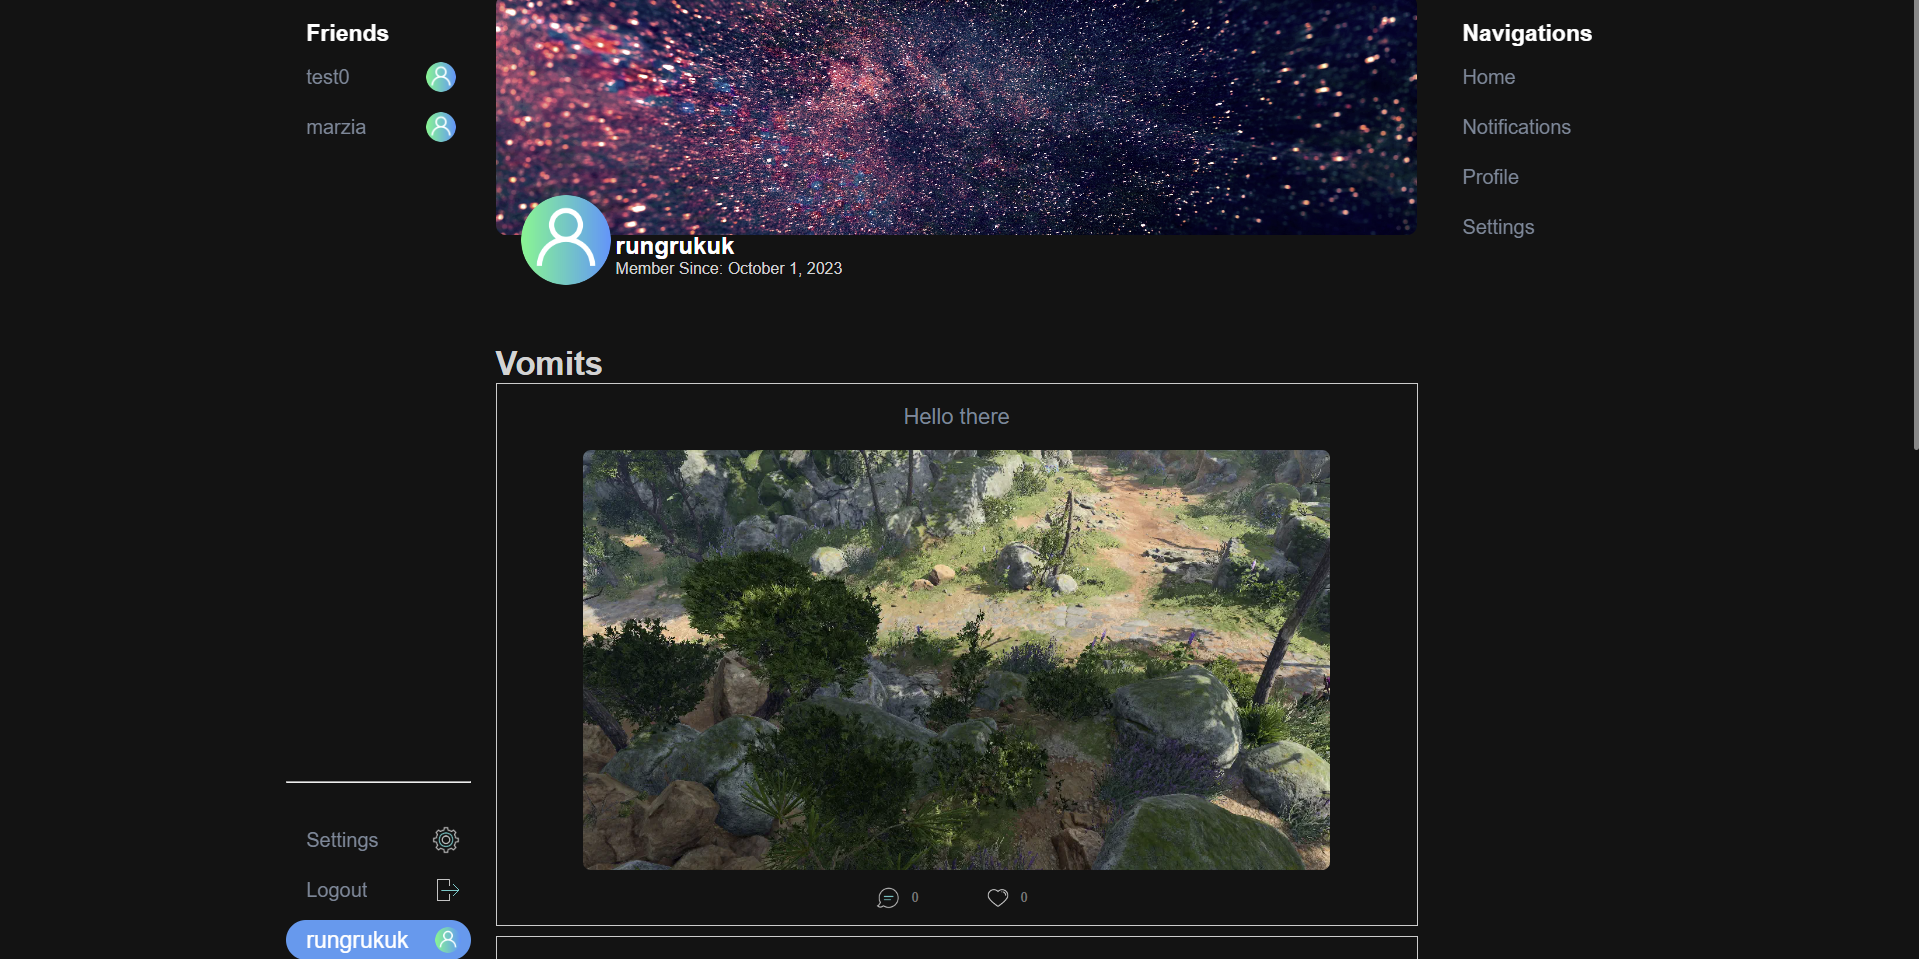 Friends
test0
marzia
Settings
Logout
rungrukuk
rungrukuk
Member Since: October 1, 2023
Vomits
Hello there
0
0
Navigations
Home
Notifications
Profile
Settings